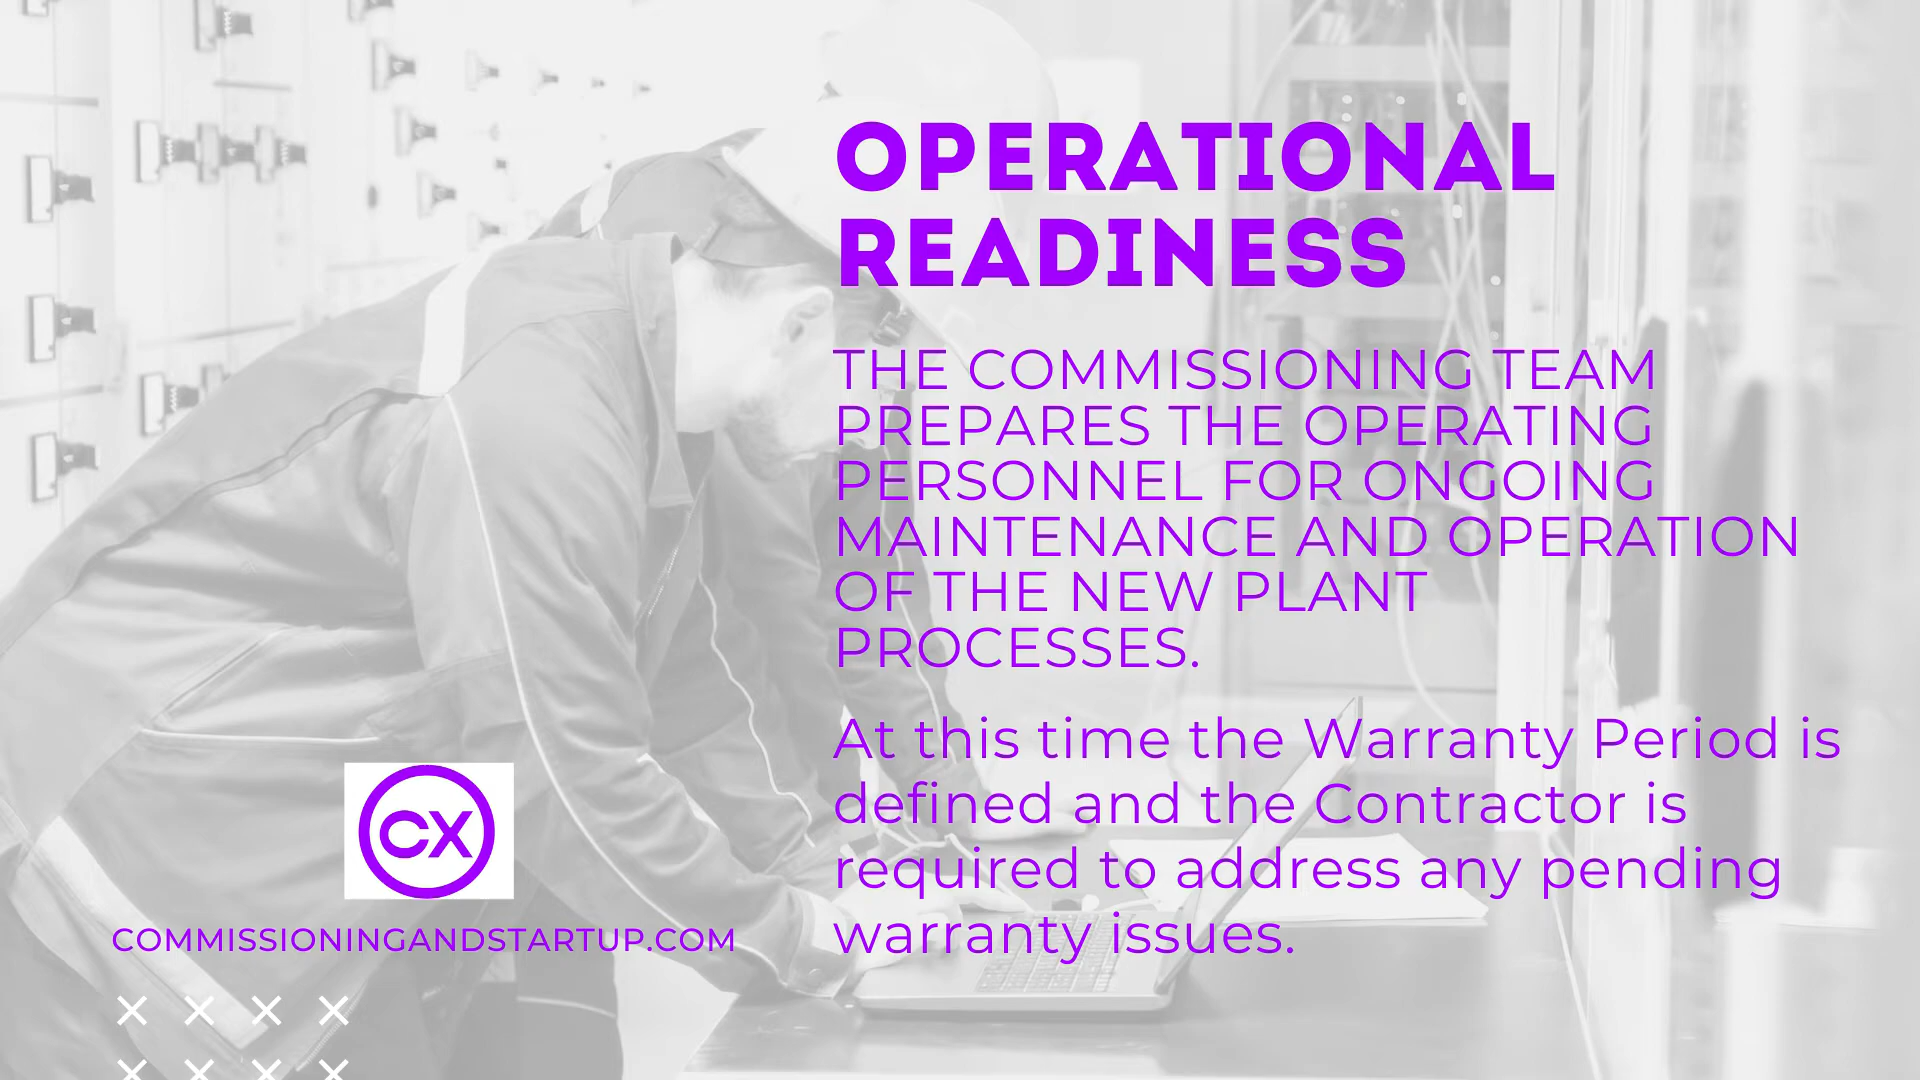 OPERATIONAL
READINESS
THE COMMISSIONING TEAM
PREPARES THE OPERATING
PERSONNEL FOR ONGOING
MAINTENANCE AND OPERATION
OF THE NEW PLANT
PROCESSES.
At this time the Warranty Period is
defined and the Contractor is
required to address any pending
warranty issues.
CX
COMMISSIONINGANDSTARTUP.COM